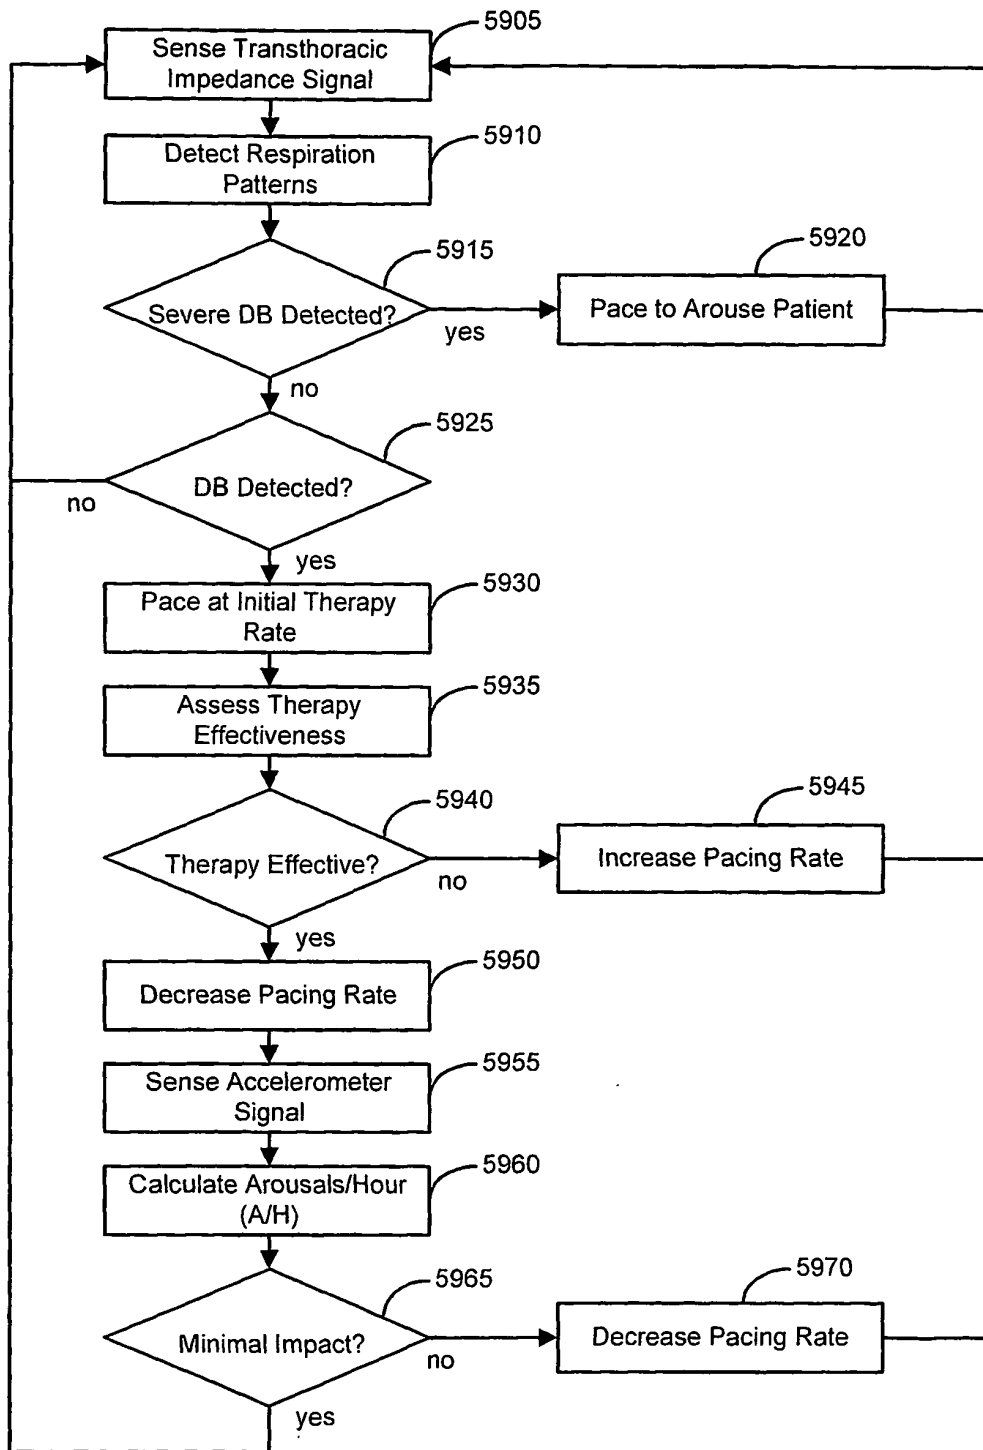 5905
Sense Transthoracic
Impedance Signal
5910
Detect Respiration
Patterns
5915
Severe DB Detected?
yes
5920
Pace to Arouse Patient
no
5925
DB Detected?
no
yes
5930
Pace at Initial Therapy
Rate
5935
Assess Therapy
Effectiveness
5940
Therapy Effective?
no
5945
Increase Pacing Rate
yes
5950
Decrease Pacing Rate
5955
Sense Accelerometer
Signal
5960
Calculate Arousals/Hour
(A/H)
5965
Minimal Impact?
no
5970
Decrease Pacing Rate
yes